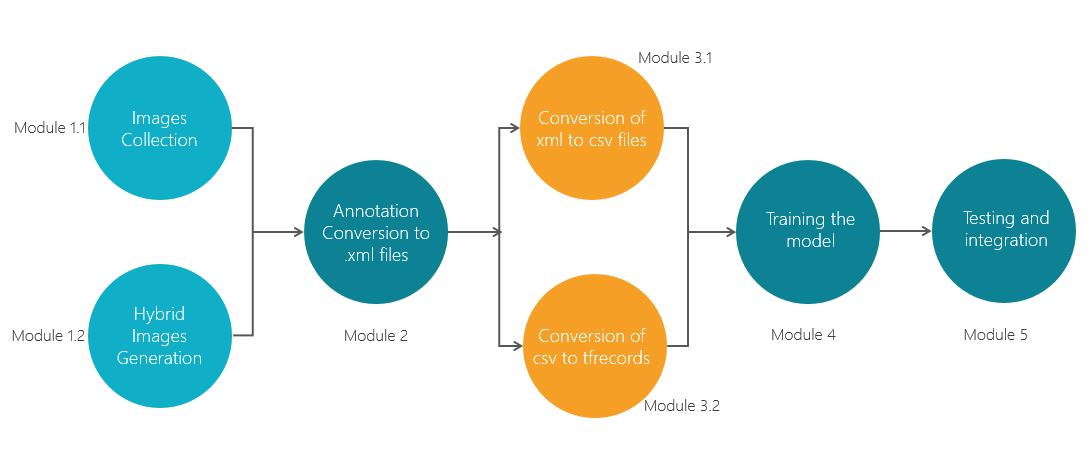 Module 1.1
Images
Collection
Module 1.2
Hybrid
Images
Generation
Annotation
Conversion to
.xml files
Module 2
Module 3.1
Conversion of
xml to csv files
Conversion of
csv to tfrecords
Module 3.2
Training the
model
Module 4
Testing and
integration
Module 5